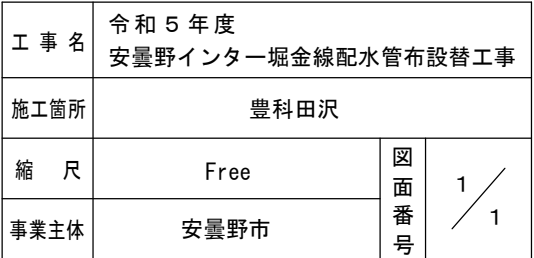 工事名
令和５年度
安曇野インター堀金線配水管布設替工事
施工箇所
豊科田沢
縮尺
Free
図面番号
1/1
事業主体
安曇野市